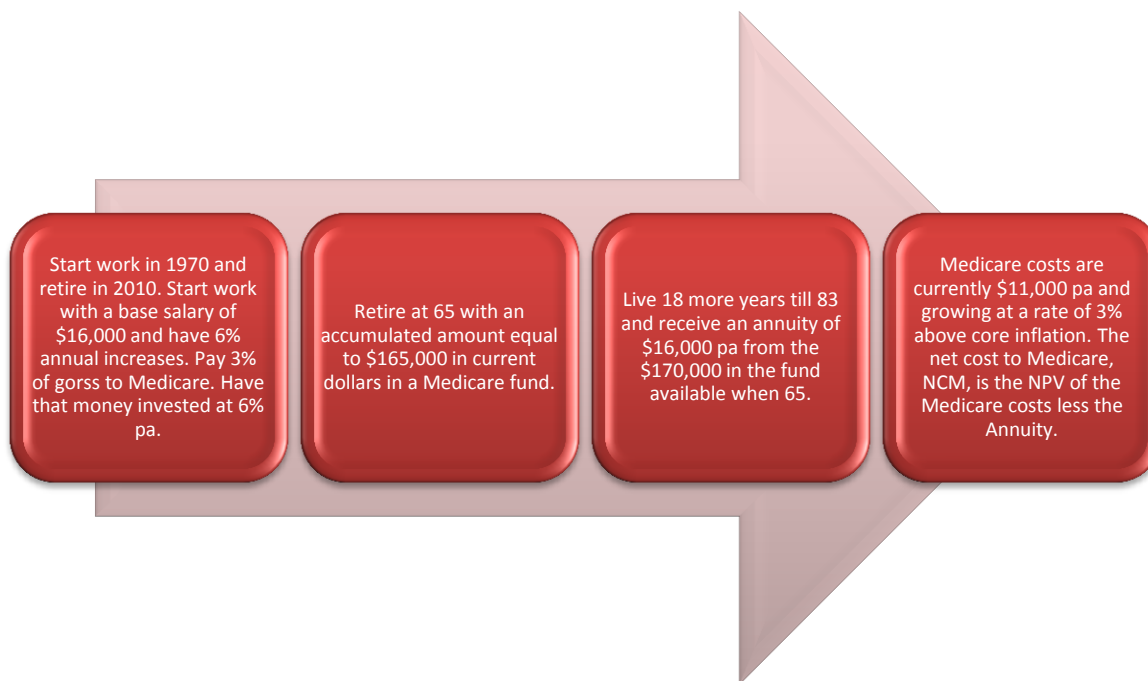 Start work in 1970 and
retire in 2010. Start work
with a base salary of
$16,000 and have 6%
annual increases. Pay 3%
of gorss to Medicare. Have
that money invested at 6%
pa.
Retire at 65 with an
accumulated amount equal
to $165,000 in current
dollars in a Medicare fund.
Live 18 more years till 83
and receive an annuity of
$16,000 pa from the
$170,000 in the fund
available when 65.
Medicare costs are
currently $11,000 pa and
growing at a rate of 3%
above core inflation. The
net cost to Medicare,
NCM, is the NPV of the
Medicare costs less the
Annuity.